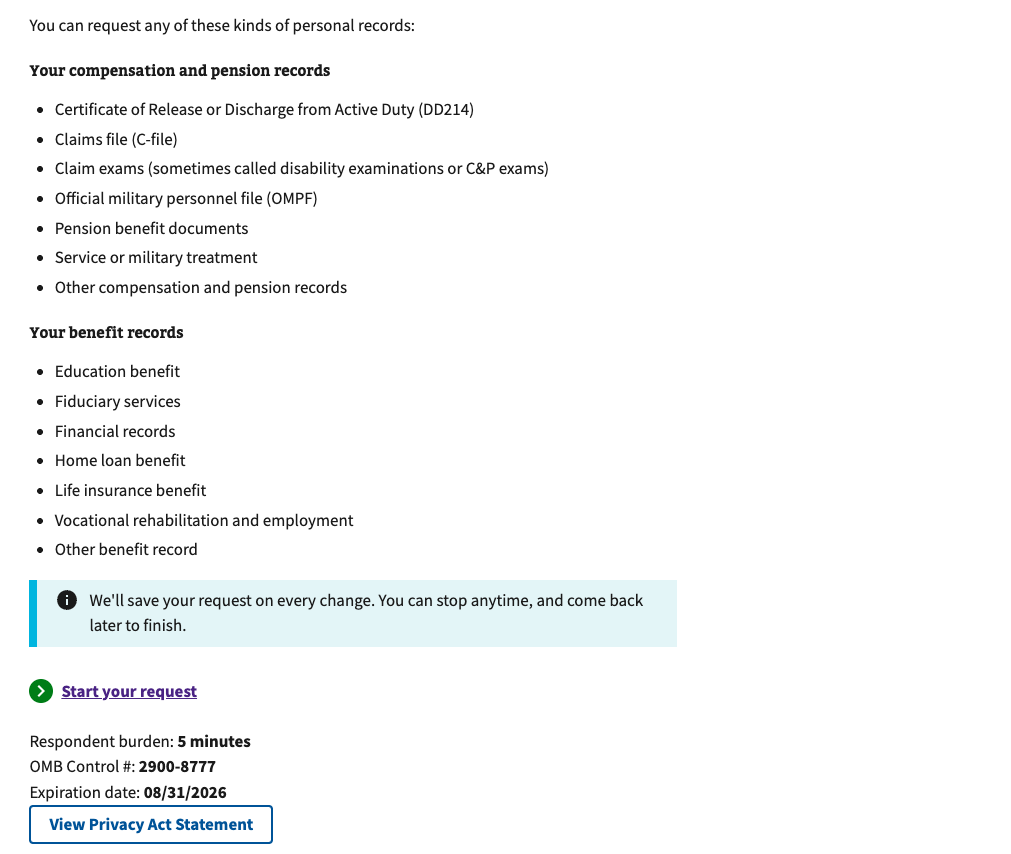 You can request any of these kinds of personal records:
Your compensation and pension records
Certificate of Release or Discharge from Active Duty (DD214)
Claims file (C-file)
Claim exams (sometimes called disability examinations or C&P exams)
Official military personnel file (OMPF)
Pension benefit documents
Service or military treatment
Other compensation and pension records
Your benefit records
Education benefit
Fiduciary services
Financial records
Home loan benefit
Life insurance benefit
Vocational rehabilitation and employment
Other benefit record
We'll save your request on every change. You can stop anytime, and come back
later to finish.
Start your request
Respondent burden: 5 minutes
OMB Control #: 2900-8777
Expiration date: 08/31/2026
View Privacy Act Statement